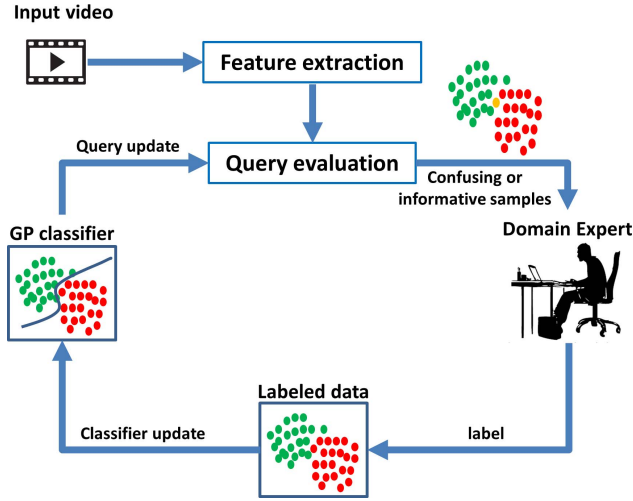 Input video
Feature extraction
Query update
Query evaluation
Confusing or
informative samples
Domain Expert
GP classifier
Labeled data
Classifier update
label